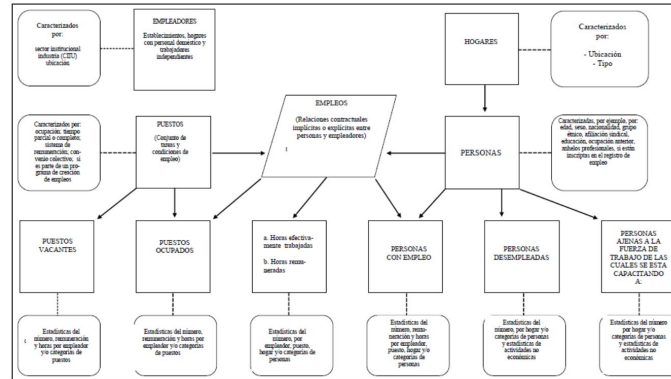 Caracterizados
por:
sector institucional
industria (CIIU)
ubicación
EMPLEADORES
Establecimientos, hogares
con personal doméstico y
trabajadores
independientes
HOGARES
Caracterizados
por:
- Ubicación
- Tipo
Caracterizados por:
ocupación; tiempo
parcial o completo;
sistema de
remuneración; con-
venio colectivo; si
es parte de un pro-
grama de creación
de empleos
PUESTOS
(Conjunto de
tareas y
condiciones de
empleo)
EMPLEOS
(Relaciones contractuales
implícitas o explícitas entre
personas y empleadores)
PERSONAS
Caracterizadas, por ejemplo, por:
edad, sexo, nacionalidad, grupo
étnico, afiliación sindical,
educación, ocupación anterior,
anhelos profesionales, si están
inscriptas en el registro de
empleo
PUESTOS
VACANTES
PUESTOS
OCUPADOS
a. Horas efectiva-
mente trabajadas
b. Horas remu-
neradas
PERSONAS
CON EMPLEO
PERSONAS
DESEMPLEADAS
PERSONAS
AJENAS A LA
FUERZA DE
TRABAJO DE LAS
CUALES SE ESTA
CAPACITANDO
A:
Estadísticas del
número, remuneración
y horas por empleador
y/o categorías de
puestos
Estadísticas del número,
remuneración y horas por
empleador y/o categorías
de puestos
Estadísticas del
número, por
empleador, puesto,
hogar y/o categorías de
personas
Estadísticas del
número, remu-
neración y horas
por empleador,
puesto, hogar y/o
categorías de
personas
Estadísticas del
número, por hogar y/o
categorías de personas
y estadísticas de
actividades no
económicas
Estadísticas del
número por hogar y/o
categorías de personas
y estadísticas de
actividades no
económicas